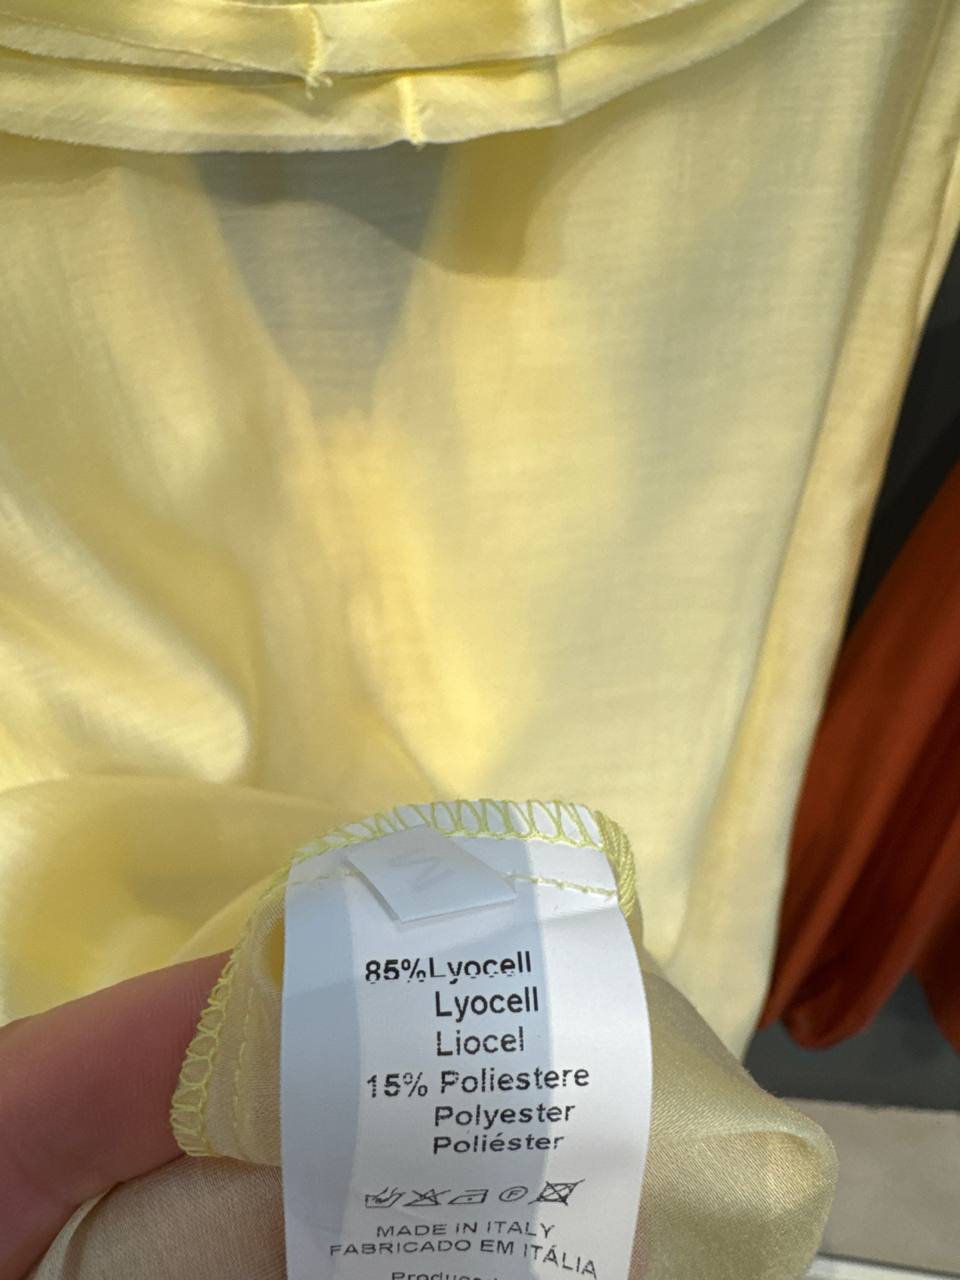 M
85%Lyocell
Lyocell
Liocel
15% Poliestere
Polyester
Poliéster
MADE IN ITALY
FABRICADO EM ITÁLIA